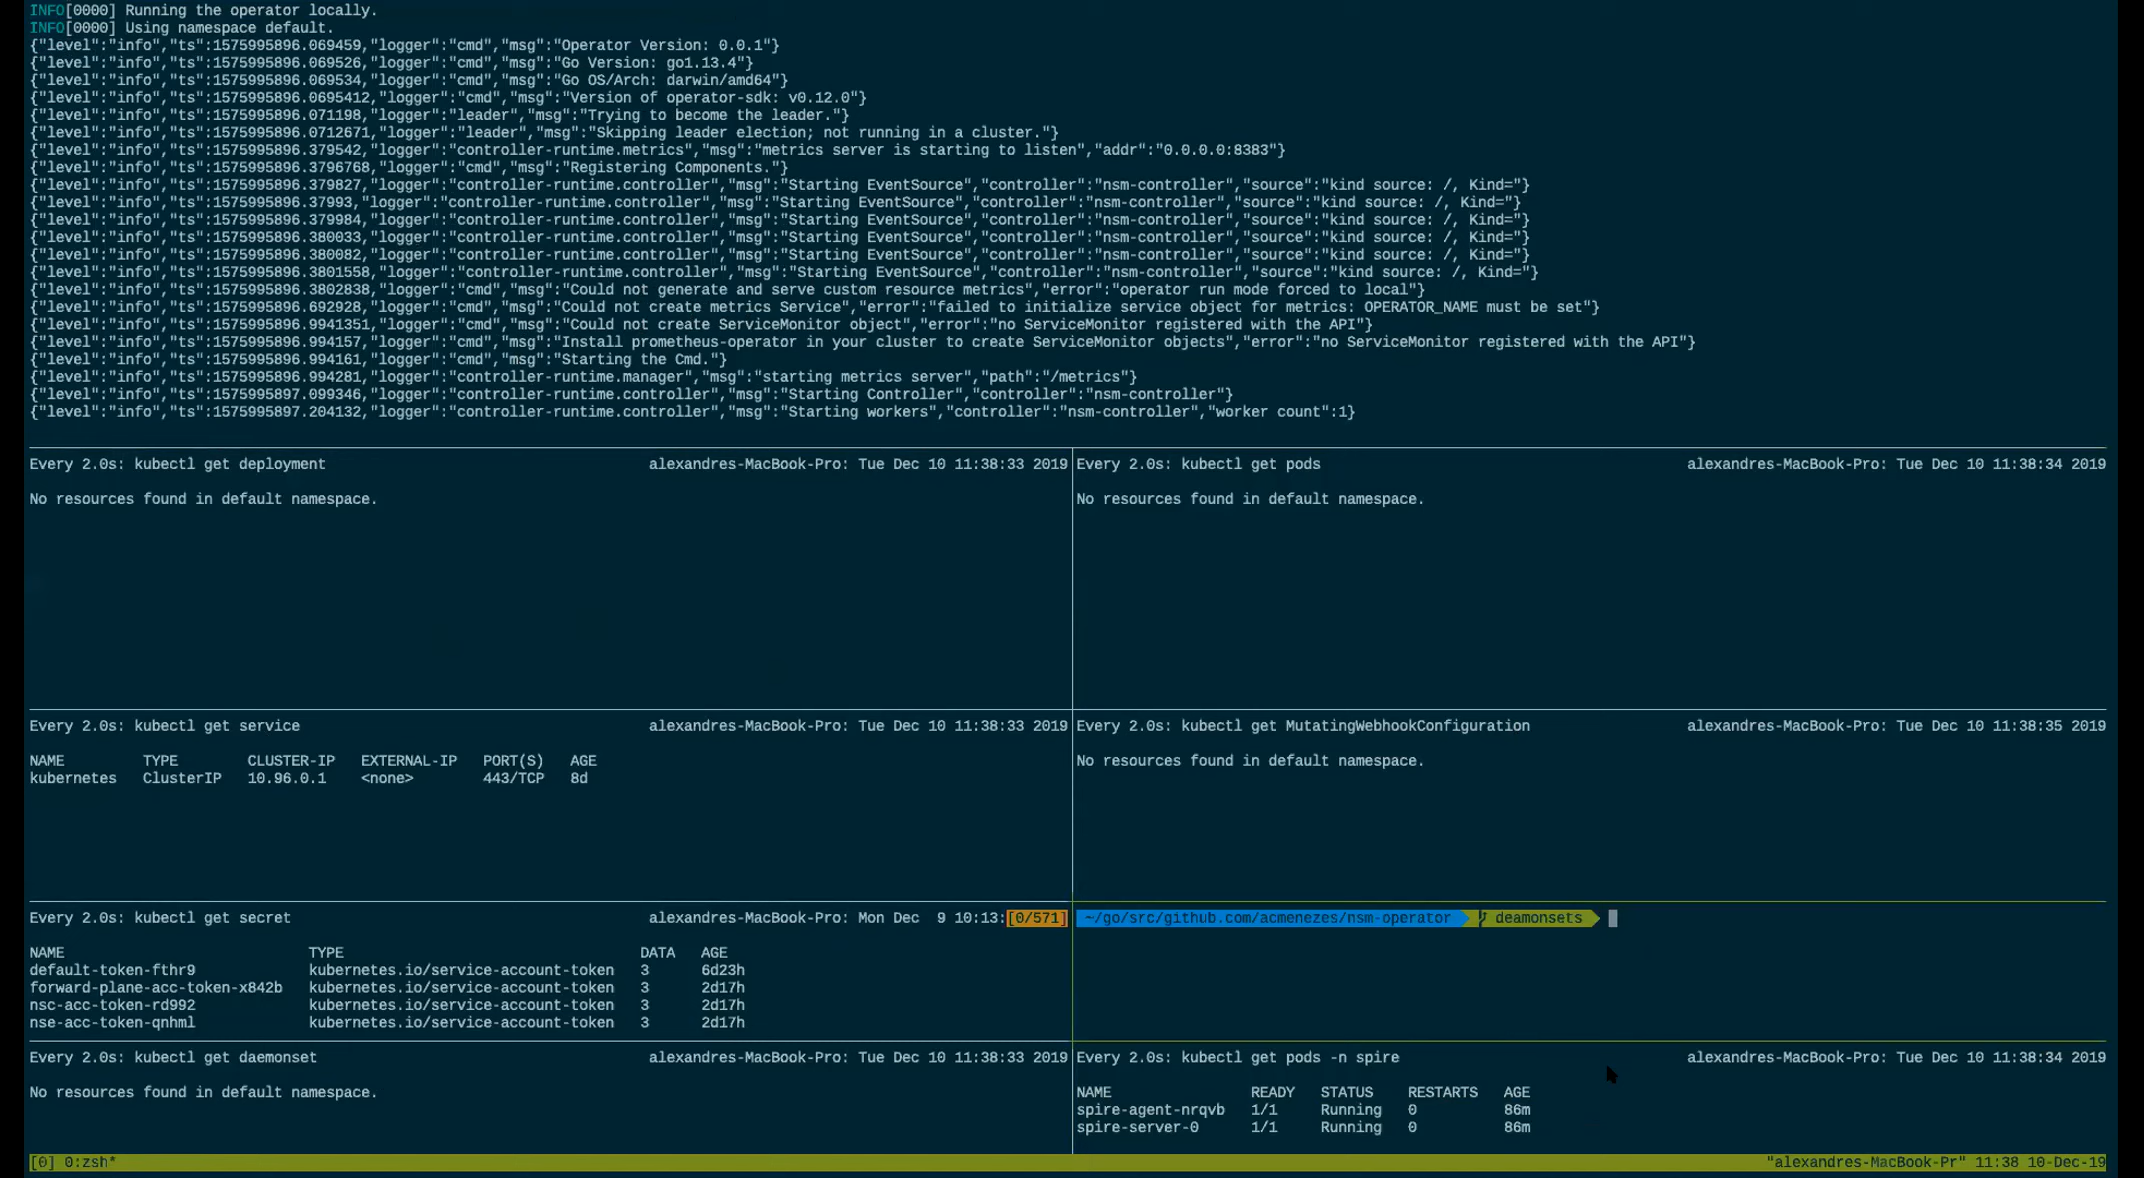 INFO[0000] Running the operator locally.
INFO[0000] Using namespace default.
{"level":"info","ts":1575995896.069459,"logger":"cmd","msg":"Operator Version: 0.0.1"}
{"level":"info","ts":1575995896.069526,"logger":"cmd","msg":"Go Version: go1.13.4"}
{"level":"info","ts":1575995896.069534,"logger":"cmd","msg":"Go OS/Arch: darwin/amd64"}
{"level":"info","ts":1575995896.0695412,"logger":"cmd","msg":"Version of operator-sdk: v0.12.0"}
{"level":"info","ts":1575995896.071198,"logger":"leader","msg":"Trying to become the leader."}
{"level":"info","ts":1575995896.0712671,"logger":"leader","msg":"Skipping leader election; not running in a cluster."}
{"level":"info","ts":1575995896.379542,"logger":"controller-runtime.metrics","msg":"metrics server is starting to listen","addr":"0.0.0.0:8383"}
{"level":"info","ts":1575995896.3796768,"logger":"cmd","msg":"Registering Components."}
{"level":"info","ts":1575995896.379827,"logger":"controller-runtime.controller","msg":"Starting EventSource","controller":"nsm-controller","source":"kind source: /, Kind="}
{"level":"info","ts":1575995896.37993,"logger":"controller-runtime.controller","msg":"Starting EventSource","controller":"nsm-controller","source":"kind source: /, Kind="}
{"level":"info","ts":1575995896.379984,"logger":"controller-runtime.controller","msg":"Starting EventSource","controller":"nsm-controller","source":"kind source: /, Kind="}
{"level":"info","ts":1575995896.380033,"logger":"controller-runtime.controller","msg":"Starting EventSource","controller":"nsm-controller","source":"kind source: /, Kind="}
{"level":"info","ts":1575995896.380082,"logger":"controller-runtime.controller","msg":"Starting EventSource","controller":"nsm-controller","source":"kind source: /, Kind="}
{"level":"info","ts":1575995896.3801558,"logger":"controller-runtime.controller","msg":"Starting EventSource","controller":"nsm-controller","source":"kind source: /, Kind="}
{"level":"info","ts":1575995896.3802838,"logger":"cmd","msg":"Could not generate and serve custom resource metrics","error":"operator run mode forced to local"}
{"level":"info","ts":1575995896.692928,"logger":"cmd","msg":"Could not create metrics Service","error":"failed to initialize service object for metrics: OPERATOR_NAME must be set"}
{"level":"info","ts":1575995896.9941351,"logger":"cmd","msg":"Could not create ServiceMonitor object","error":"no ServiceMonitor registered with the API"}
{"level":"info","ts":1575995896.994157,"logger":"cmd","msg":"Install prometheus-operator in your cluster to create ServiceMonitor objects","error":"no ServiceMonitor registered with the API"}
{"level":"info","ts":1575995896.994161,"logger":"cmd","msg":"Starting the Cmd."}
{"level":"info","ts":1575995896.994281,"logger":"controller-runtime.manager","msg":"starting metrics server","path":"/metrics"}
{"level":"info","ts":1575995897.099346,"logger":"controller-runtime.controller","msg":"Starting Controller","controller":"nsm-controller"}
{"level":"info","ts":1575995897.204132,"logger":"controller-runtime.controller","msg":"Starting workers","controller":"nsm-controller","worker count":1}
Every 2.0s: kubectl get deployment alexandres-MacBook-Pro: Tue Dec 10 11:38:33 2019
No resources found in default namespace.
Every 2.0s: kubectl get pods alexandres-MacBook-Pro: Tue Dec 10 11:38:34 2019
No resources found in default namespace.
Every 2.0s: kubectl get service alexandres-MacBook-Pro: Tue Dec 10 11:38:33 2019
NAME TYPE CLUSTER-IP EXTERNAL-IP PORT(S) AGE
kubernetes ClusterIP 10.96.0.1 <none> 443/TCP 8d
Every 2.0s: kubectl get MutatingWebhookConfiguration alexandres-MacBook-Pro: Tue Dec 10 11:38:35 2019
No resources found in default namespace.
Every 2.0s: kubectl get secret alexandres-MacBook-Pro: Mon Dec 9 10:13:[0/571]
NAME TYPE DATA AGE
default-token-fthr9 kubernetes.io/service-account-token 3 6d23h
forward-plane-acc-token-x842b kubernetes.io/service-account-token 3 2d17h
nsc-acc-token-rd992 kubernetes.io/service-account-token 3 2d17h
nse-acc-token-qnhml kubernetes.io/service-account-token 3 2d17h
~/go/src/github.com/acmenezes/nsm-operator deamonsets
Every 2.0s: kubectl get daemonset alexandres-MacBook-Pro: Tue Dec 10 11:38:33 2019
No resources found in default namespace.
Every 2.0s: kubectl get pods -n spire alexandres-MacBook-Pro: Tue Dec 10 11:38:34 2019
NAME READY STATUS RESTARTS AGE
spire-agent-nrqvb 1/1 Running 0 86m
spire-server-0 1/1 Running 0 86m
[0] 0:zsh* "alexandres-MacBook-Pr" 11:38 10-Dec-19